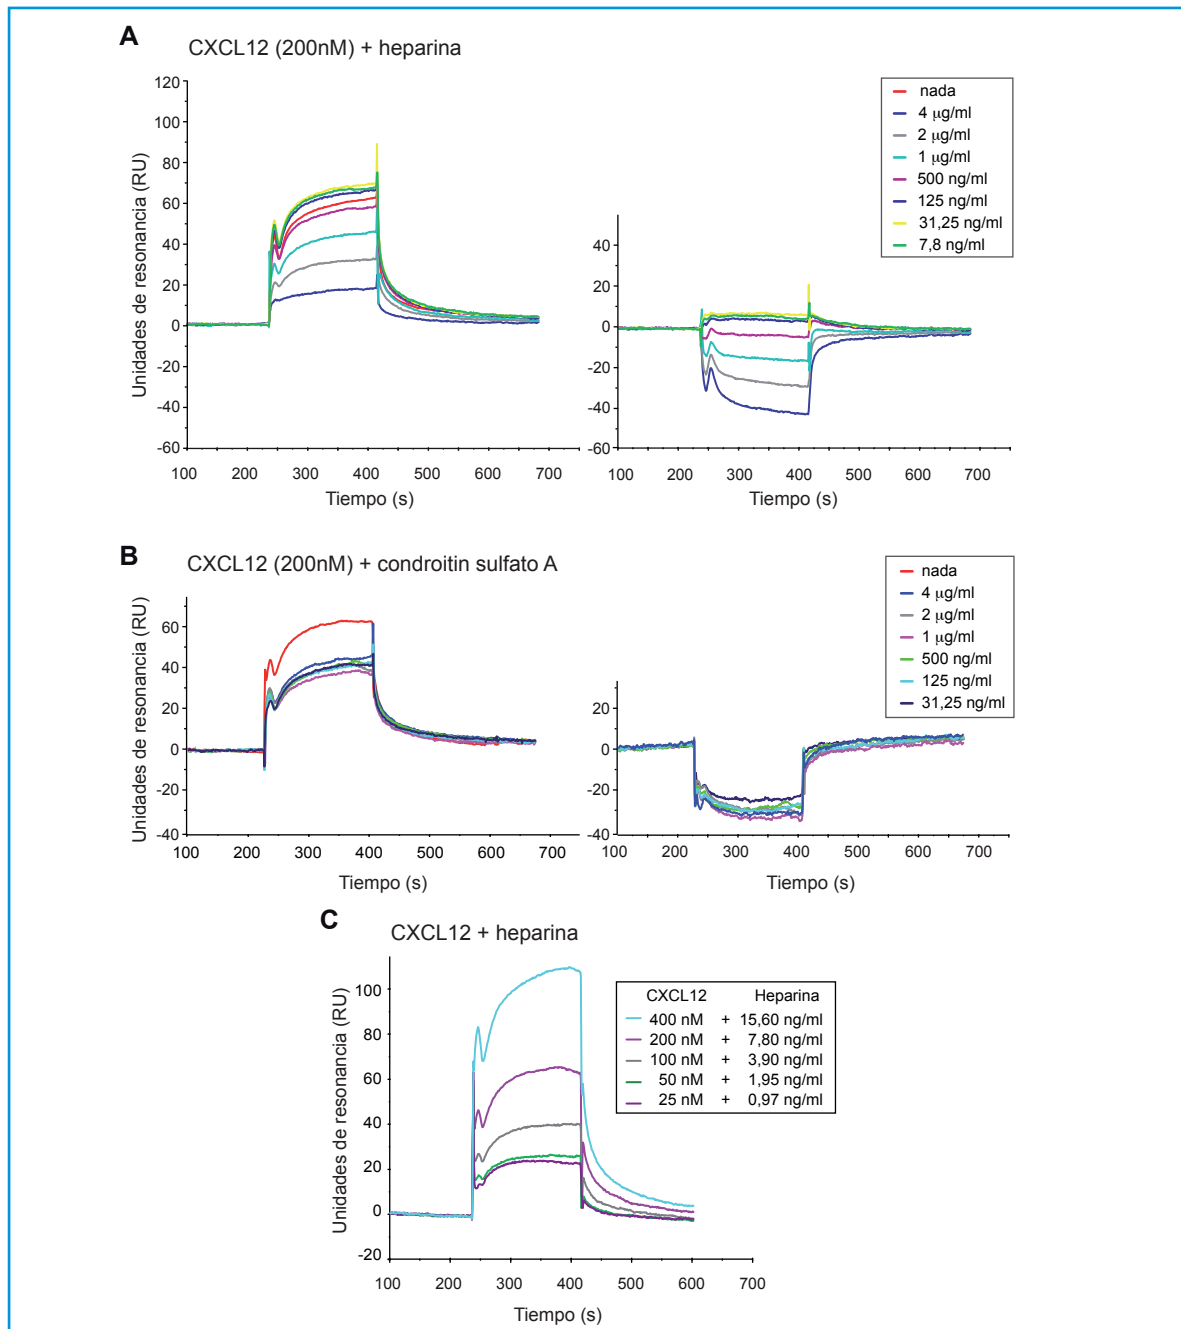 A
CXCL12 (200nM) + heparina
Unidades de resonancia (RU)
120
100
80
60
40
20
0
-20
-40
-60
100 200 300 400 500 600 700
Tiempo (s)
20
0
-20
-40
-60
100 200 300 400 500 600 700
Tiempo (s)
nada
4 µg/ml
2 µg/ml
1 µg/ml
500 ng/ml
125 ng/ml
31,25 ng/ml
7,8 ng/ml
B
CXCL12 (200nM) + condroitin sulfato A
Unidades de resonancia (RU)
60
40
20
0
-20
-40
100 200 300 400 500 600 700
Tiempo (s)
20
0
-20
-40
100 200 300 400 500 600 700
Tiempo (s)
nada
4 µg/ml
2 µg/ml
1 µg/ml
500 ng/ml
125 ng/ml
31,25 ng/ml
C
CXCL12 + heparina
Unidades de resonancia (RU)
100
80
60
40
20
0
-20
100 200 300 400 500 600 700
Tiempo (s)
CXCL12 Heparina
400 nM + 15,60 ng/ml
200 nM + 7,80 ng/ml
100 nM + 3,90 ng/ml
50 nM + 1,95 ng/ml
25 nM + 0,97 ng/ml